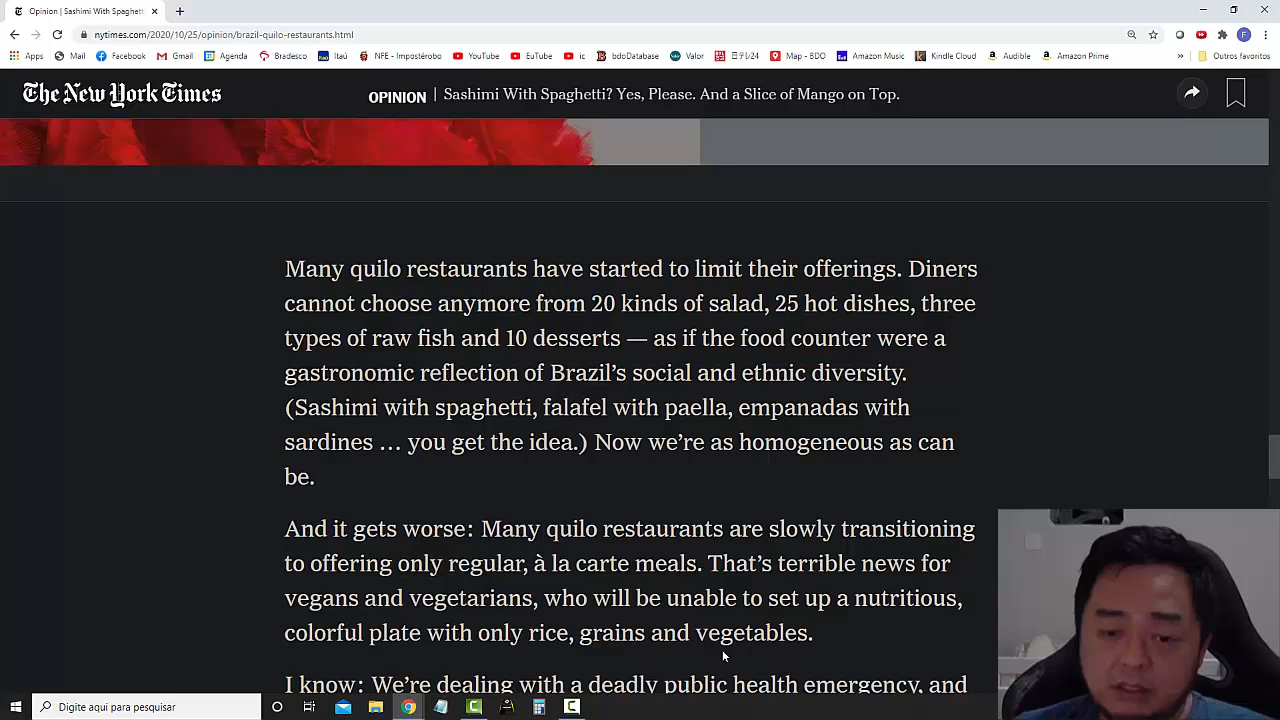 Opinion | Sashimi With Spaghett
nytimes.com/2020/10/25/opinion/brazil-quilo-restaurants.html
F
Apps Mail Facebook Gmail Agenda Bradesco Itaú NFE - Impostérobo YouTube EuTube ic bdoDatabase Valor 日テレ24 Map - BDO Amazon Music Kindle Cloud Audible Amazon Prime » Outros favoritos
The New York Times OPINION | Sashimi With Spaghetti? Yes, Please. And a Slice of Mango on Top.
Many quilo restaurants have started to limit their offerings. Diners
cannot choose anymore from 20 kinds of salad, 25 hot dishes, three
types of raw fish and 10 desserts — as if the food counter were a
gastronomic reflection of Brazil’s social and ethnic diversity.
(Sashimi with spaghetti, falafel with paella, empanadas with
sardines … you get the idea.) Now we’re as homogeneous as can
be.
And it gets worse: Many quilo restaurants are slowly transitioning
to offering only regular, à la carte meals. That’s terrible news for
vegans and vegetarians, who will be unable to set up a nutritious,
colorful plate with only rice, grains and vegetables.
I know: We’re dealing with a deadly public health emergency, and
Digite aqui para pesquisar